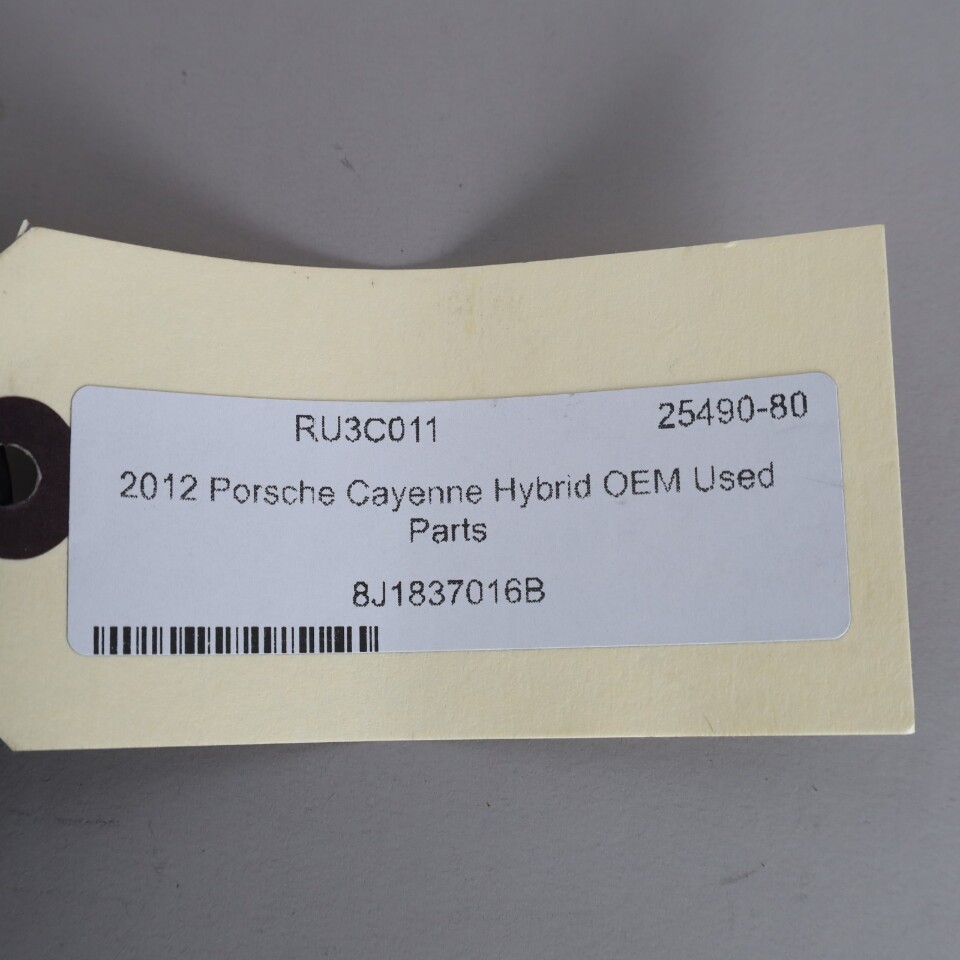 RU3C011 25490-80
2012 Porsche Cayenne Hybrid OEM Used
Parts
8J1837016B